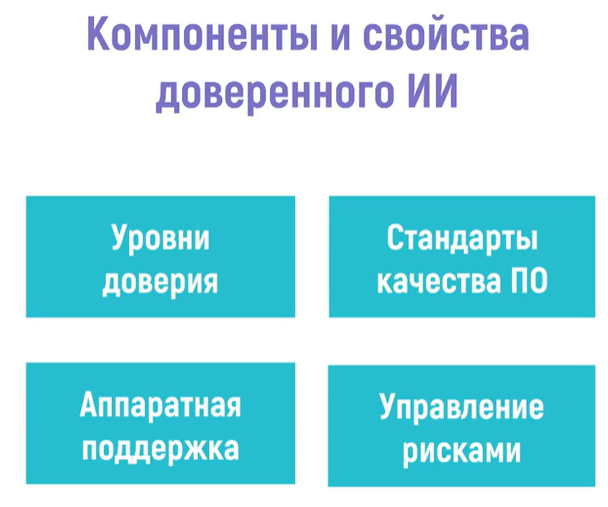 Компоненты и свойства
доверенного ИИ
Уровни
доверия
Стандарты
качества ПО
Аппаратная
поддержка
Управление
рисками